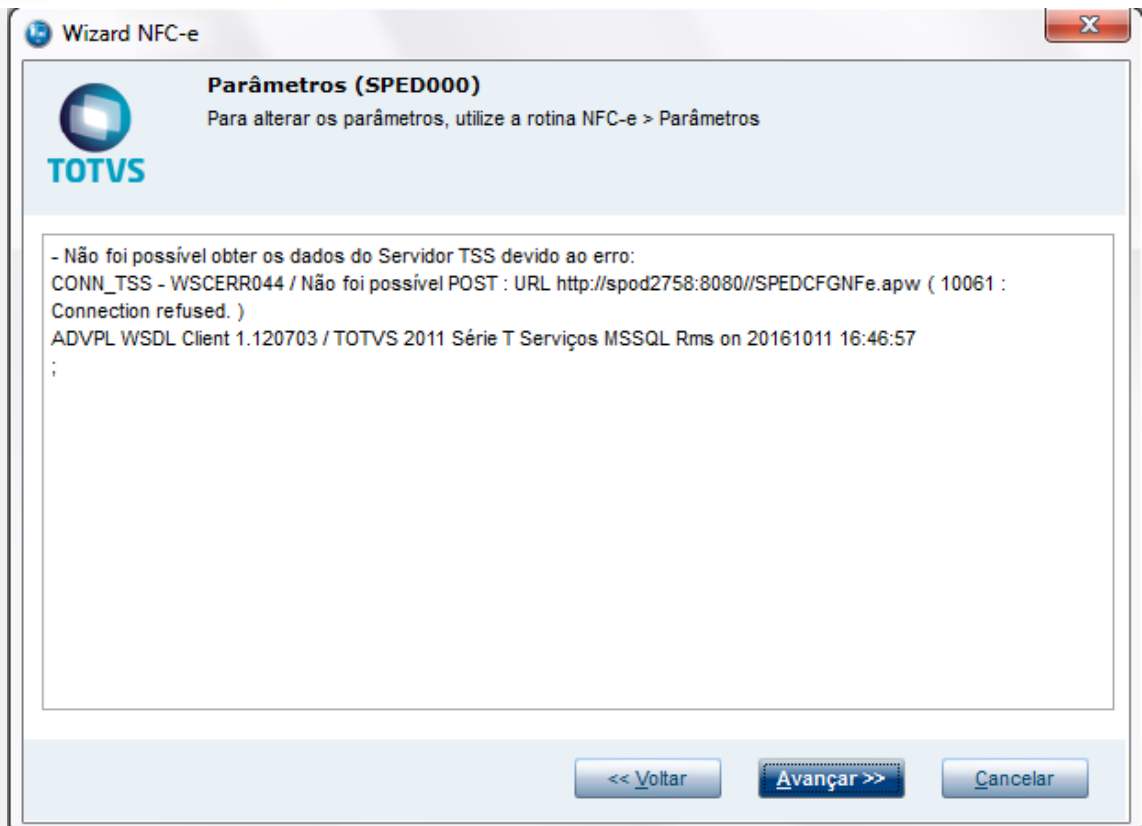 Wizard NFC-e
Parâmetros (SPED000)
Para alterar os parâmetros, utilize a rotina NFC-e > Parâmetros
TOTVS
- Não foi possível obter os dados do Servidor TSS devido ao erro:
CONN_TSS - WSCERR044 / Não foi possível POST : URL http://spod2758:8080//SPEDCFGNFe.apw ( 10061 :
Connection refused. )
ADVPL WSDL Client 1.120703 / TOTVS 2011 Série T Serviços MSSQL Rms on 20161011 16:46:57
;
<< Voltar
Avançar >>
Cancelar